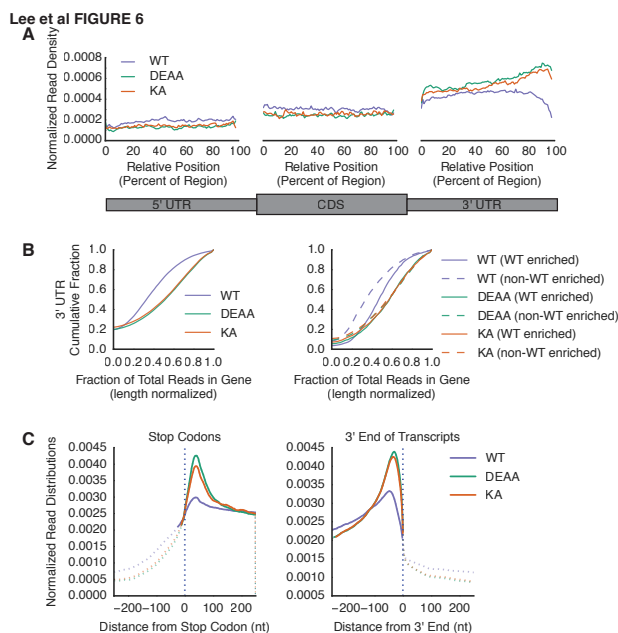 Lee et al FIGURE 6
A
Normalized Read Density
0.0008
0.0006
0.0004
0.0002
0.0000
WT
DEAA
KA
0 20 40 60 80 100
0 20 40 60 80 100
0 20 40 60 80 100
Relative Position
(Percent of Region)
Relative Position
(Percent of Region)
Relative Position
(Percent of Region)
5' UTR
CDS
3' UTR
B
3' UTR
Cumulative Fraction
1.0
0.8
0.6
0.4
0.2
0.0
WT
DEAA
KA
0.0 0.2 0.4 0.6 0.8 1.0
Fraction of Total Reads in Gene
(length normalized)
1.0
0.8
0.6
0.4
0.2
0.0
0.0 0.2 0.4 0.6 0.8 1.0
Fraction of Total Reads in Gene
(length normalized)
WT (WT enriched)
WT (non-WT enriched)
DEAA (WT enriched)
DEAA (non-WT enriched)
KA (WT enriched)
KA (non-WT enriched)
C
Normalized Read Distributions
Stop Codons
0.0045
0.0040
0.0035
0.0030
0.0025
0.0020
0.0015
0.0010
0.0005
−200 −100 0 100 200
Distance from Stop Codon (nt)
3' End of Transcripts
0.0045
0.0040
0.0035
0.0030
0.0025
0.0020
0.0015
0.0010
0.0005
−200 −100 0 100 200
Distance from 3' End (nt)
WT
DEAA
KA